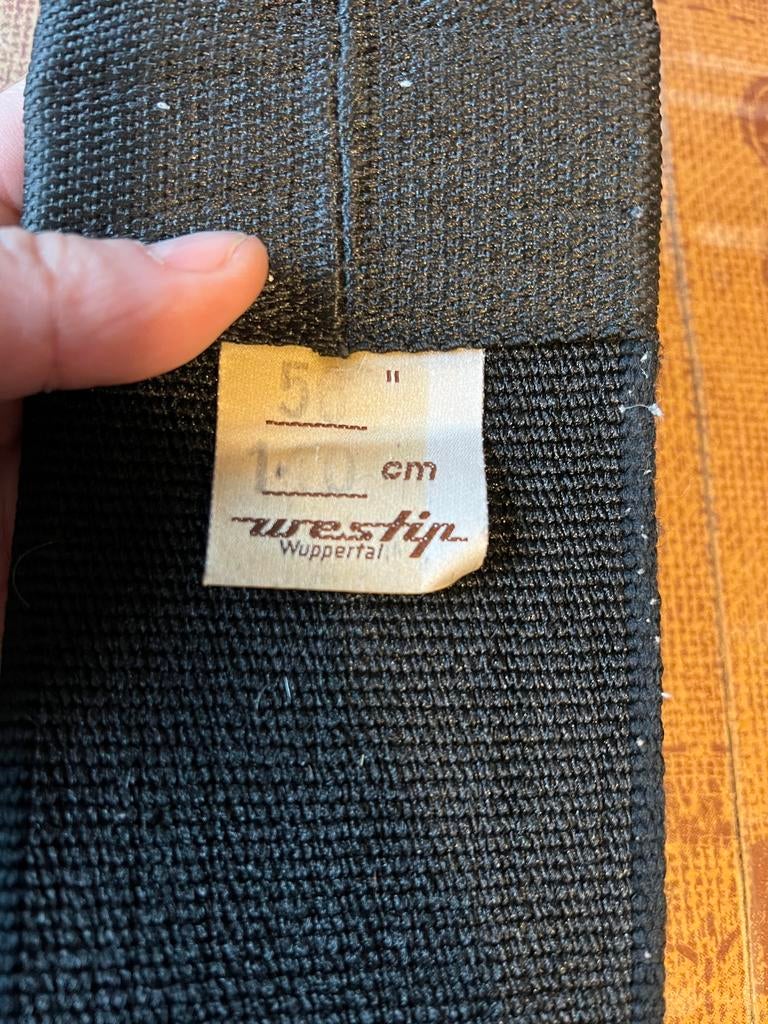 "
cm
westip
Wuppertal